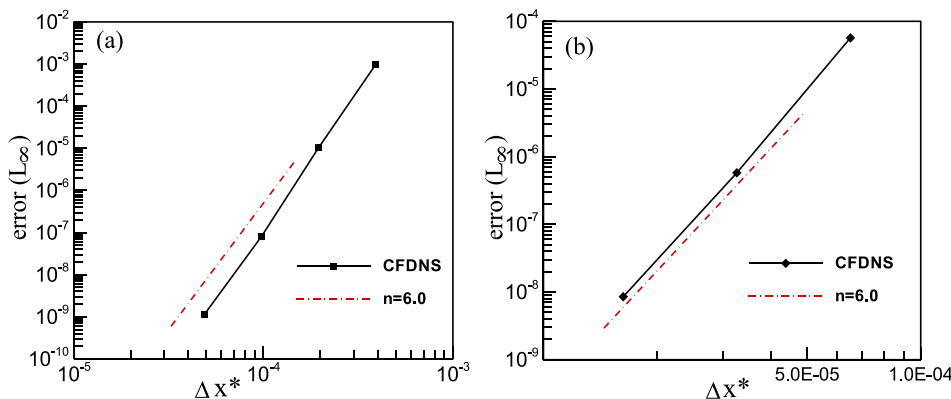 (a)
error (L∞)
10⁻²
10⁻³
10⁻⁴
10⁻⁵
10⁻⁶
10⁻⁷
10⁻⁸
10⁻⁹
10⁻¹⁰
CFDNS
n=6.0
10⁻⁵
10⁻⁴
10⁻³
Δx*
(b)
error (L∞)
10⁻⁴
10⁻⁵
10⁻⁶
10⁻⁷
10⁻⁸
10⁻⁹
CFDNS
n=6.0
5.0E-05
1.0E-04
Δx*